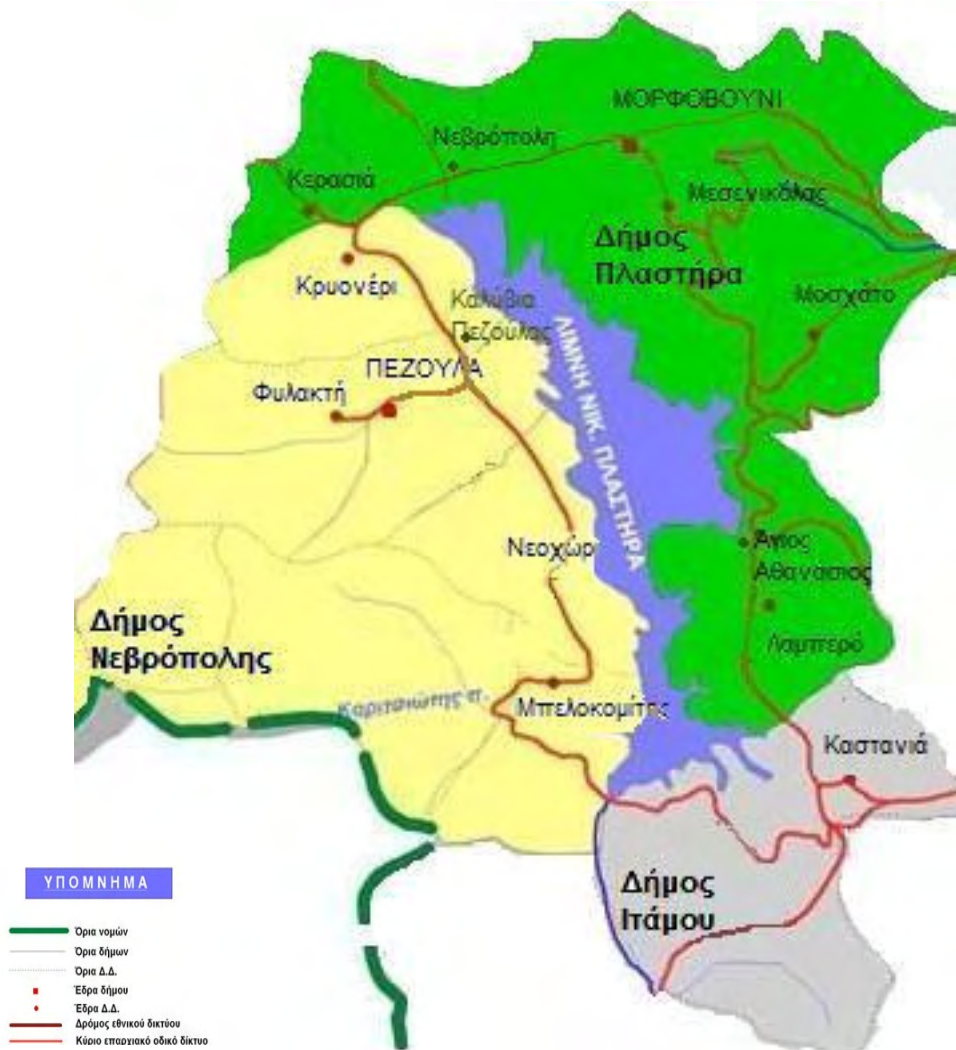 ΜΟΡΦΟΒΟΥΝΙ
Νεβρόπολη
Κερασιά
Μεσενικόλας
Δήμος
Πλαστήρα
Κρυονέρι
Μοσχάτο
Καλύβια
Πεζούλας
ΛΙΜΝΗ ΝΙΚ. ΠΛΑΣΤΗΡΑ
ΠΕΖΟΥΛΑ
Φυλακτή
Νεοχώρ
Άγιος
Αθανάσιος
Δήμος
Νεβρόπολης
Λαμπερό
Καριτσιώτης π.
Μπελοκομίτης
Καστανιά
Δήμος
Ιτάμου
ΥΠΟΜΝΗΜΑ
Όρια νομών
Όρια δήμων
Όρια Δ.Δ.
Έδρα δήμου
Έδρα Δ.Δ.
Δρόμος εθνικού δικτύου
Κύριο επαρχιακό οδικό δίκτυο